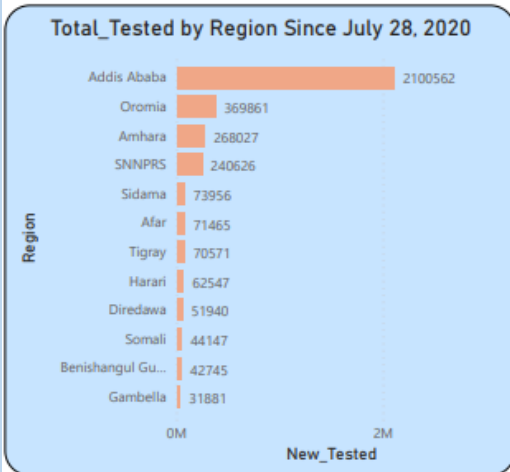 Total_Tested by Region Since July 28, 2020
Addis Ababa 2100562
Oromia 369861
Amhara 268027
SNNPRS 240626
Sidama 73956
Afar 71465
Tigray 70571
Harari 62547
Diredawa 51940
Somali 44147
Benishangul Gu... 42745
Gambella 31881
Region
0M 2M
New_Tested